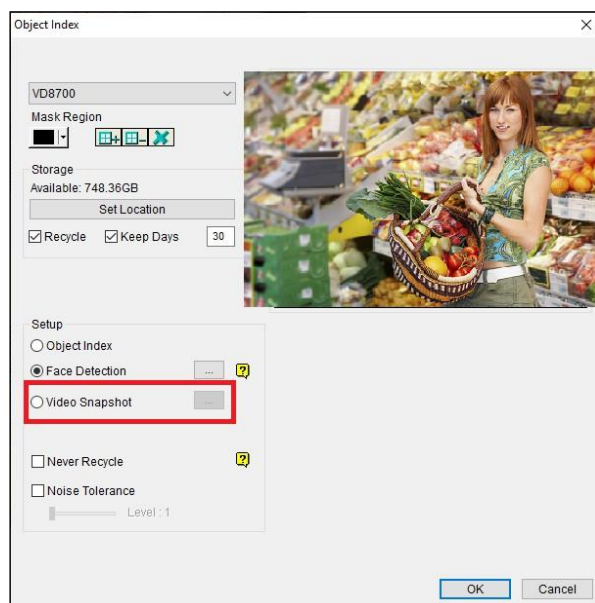 Object Index
VD8700
Mask Region
Storage
Available: 748.36GB
Set Location
Recycle Keep Days 30
Setup
Object Index
Face Detection ... ?
Video Snapshot ...
Never Recycle ?
Noise Tolerance
Level : 1
OK Cancel